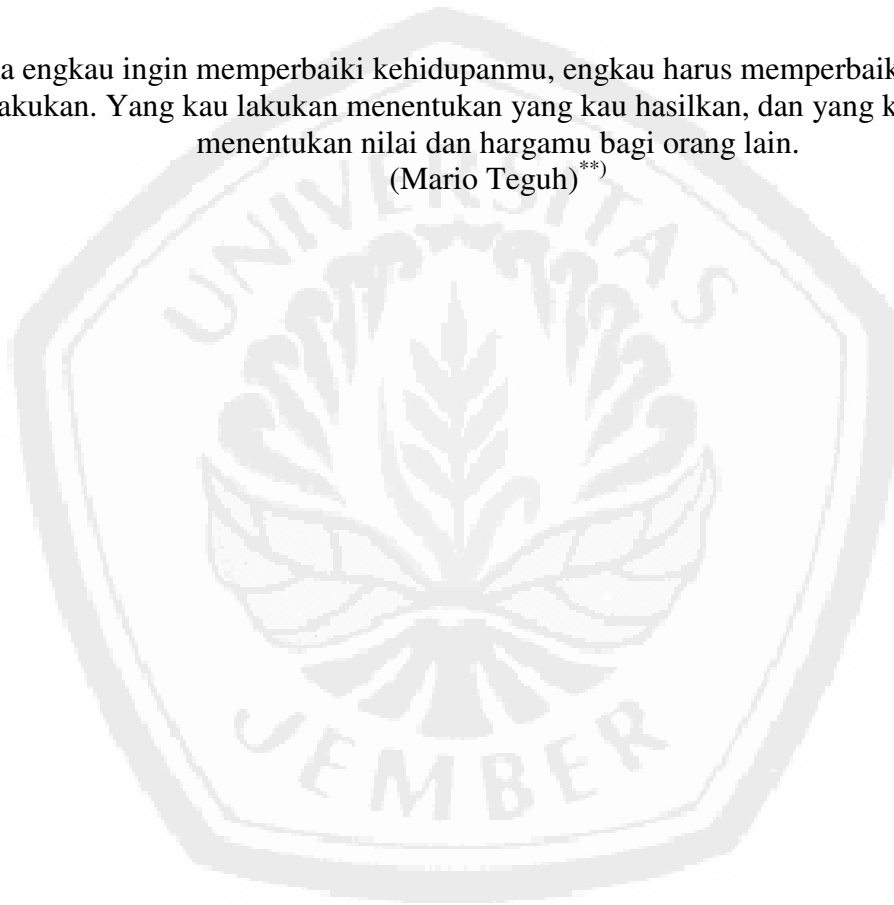 a engkau ingin memperbaiki kehidupanmu, engkau harus memperbaik
akukan. Yang kau lakukan menentukan yang kau hasilkan, dan yang k
menentukan nilai dan hargamu bagi orang lain.
(Mario Teguh)**)
UNIVERSITAS
JEMBER